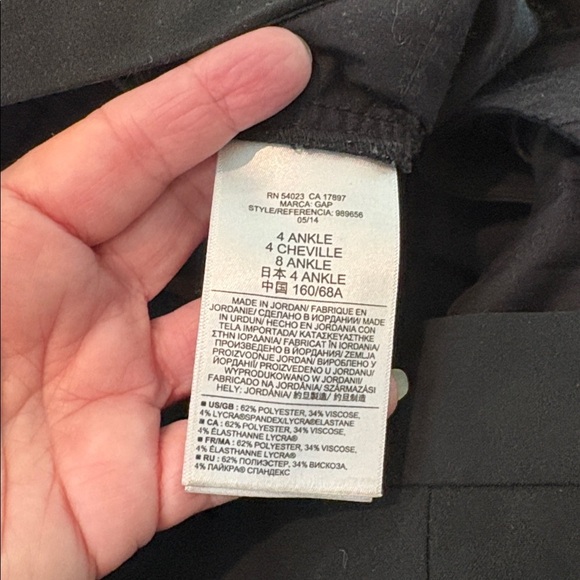 RN 54023 CA 17897
MARCA: GAP
STYLE/REFERENCIA: 989656
05/14
4 ANKLE
4 CHEVILLE
8 ANKLE
日本 4 ANKLE
中国 160/68A
MADE IN JORDAN/ FABRIQUE EN
JORDANIE/ СДЕЛАНО В ИОРДАНИИ/ MADE
IN URDUN/ HECHO EN JORDANIA CON
TELA IMPORTADA/ ΚΑΤΑΣΚΕΥΑΣΤΗΚΕ
ΣΤΗΝ ΙΟΡΔΑΝΙΑ/ FABRICAT ÎN IORDANIA/
ПРОИЗВЕДЕНО В ЙОРДАНИЯ/ ZEMLJA
PROIZVODNJE JORDAN/ ВИРОБЛЕНО У
ЙОРДАНІЇ/ PROIZVEDENO U JORDANU/
WYPRODUKOWANO W JORDANII/
FABRICADO NA JORDÂNIA/ SZÁRMAZÁSI
HELY: JORDÁNIA/ 約旦製造/ 约旦制造
■ US/GB : 62% POLYESTER, 34% VISCOSE,
4% LYCRA®SPANDEX/LYCRA®ELASTANE
■ CA : 62% POLYESTER, 34% VISCOSE,
4% ÉLASTHANNE LYCRA®
■ FR/MA : 62% POLYESTER, 34% VISCOSE,
4% ÉLASTHANNE LYCRA®
■ RU : 62% ПОЛИЭСТЕР, 34% ВИСКОЗА,
4% ЛАЙКРА® СПАНДЕКС